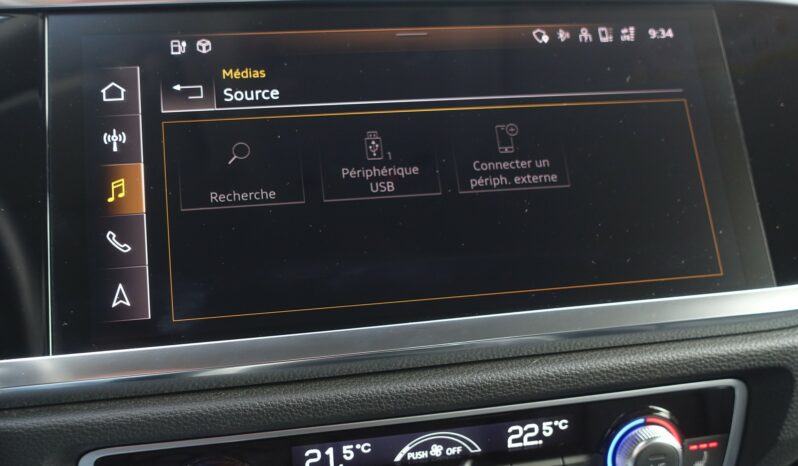 9:34
Médias
Source
Recherche
1
Périphérique
USB
Connecter un
périph. externe
21.5°C
PUSH OFF
22.5°C